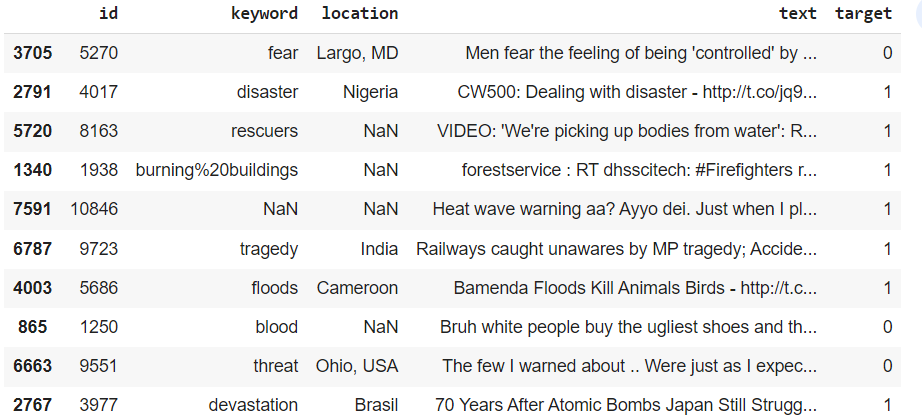 id keyword location text target
3705 5270 fear Largo, MD Men fear the feeling of being 'controlled' by ... 0
2791 4017 disaster Nigeria CW500: Dealing with disaster - http://t.co/jq9... 1
5720 8163 rescuers NaN VIDEO: 'We're picking up bodies from water': R... 1
1340 1938 burning%20buildings NaN forestservice : RT dhsscitech: #Firefighters r... 1
7591 10846 NaN NaN Heat wave warning aa? Ayyo dei. Just when I pl... 1
6787 9723 tragedy India Railways caught unawares by MP tragedy; Accide... 1
4003 5686 floods Cameroon Bamenda Floods Kill Animals Birds - http://t.c... 1
865 1250 blood NaN Bruh white people buy the ugliest shoes and th... 0
6663 9551 threat Ohio, USA The few I warned about .. Were just as I expec... 0
2767 3977 devastation Brasil 70 Years After Atomic Bombs Japan Still Strugg... 1